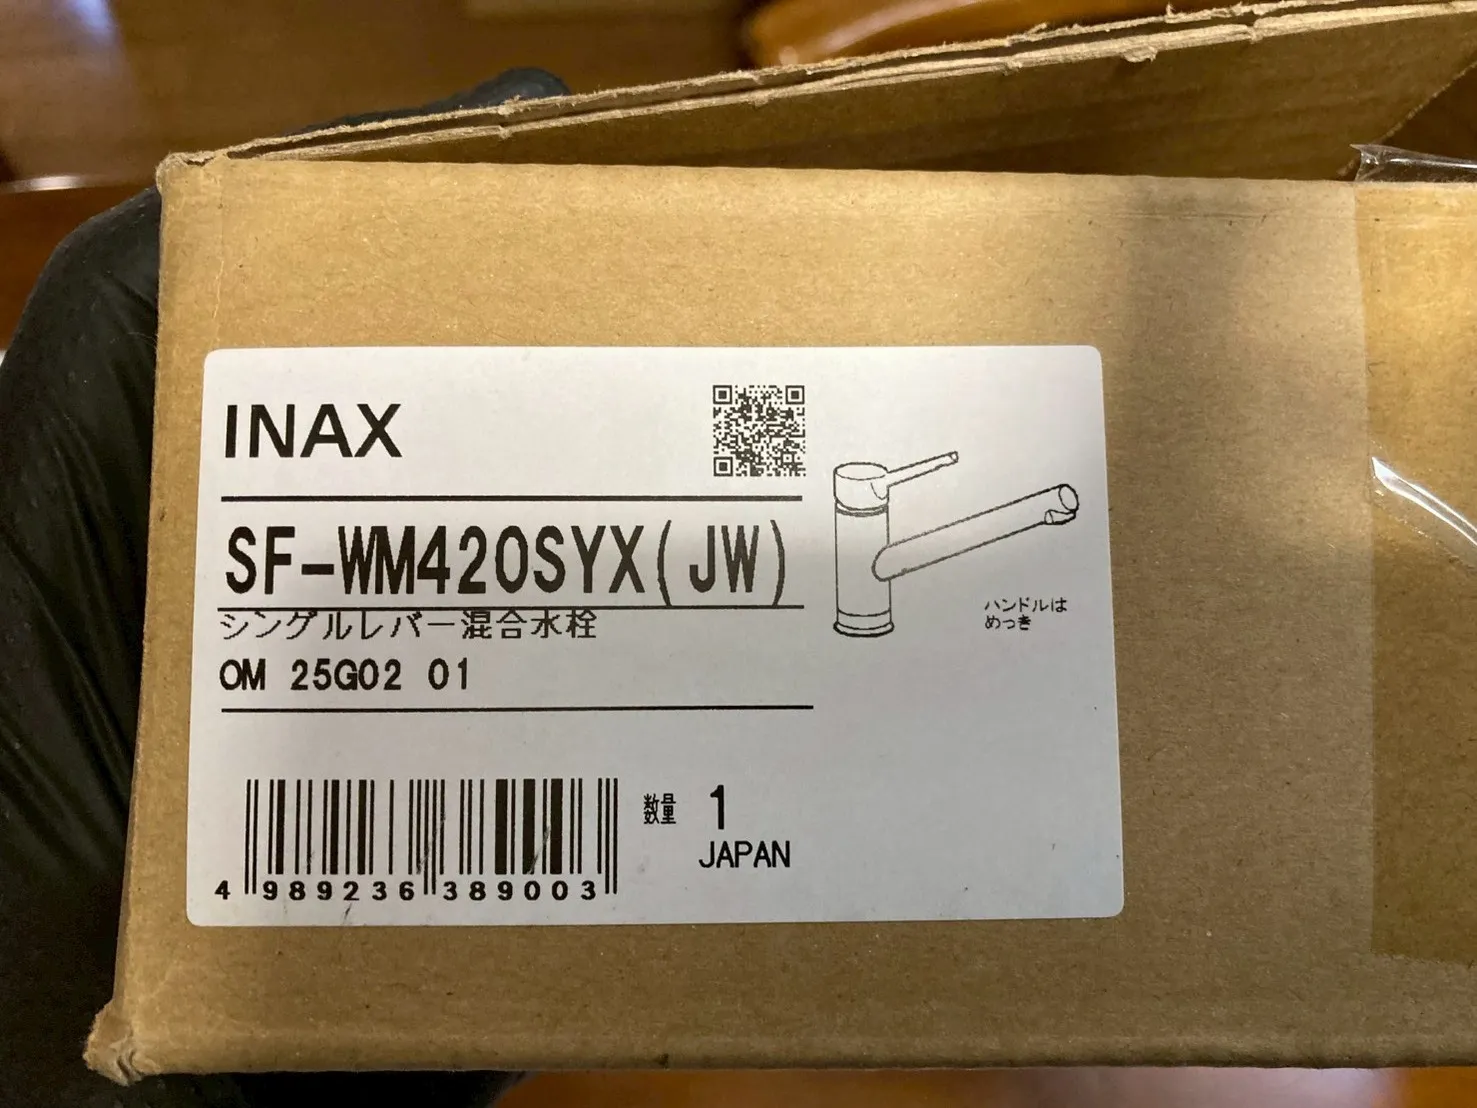 INAX
SF-WM420SYX(JW)
シングルレバー混合水栓
OM 25G02 01
ハンドルは
めっき
数量 1
JAPAN
4 989236 389003